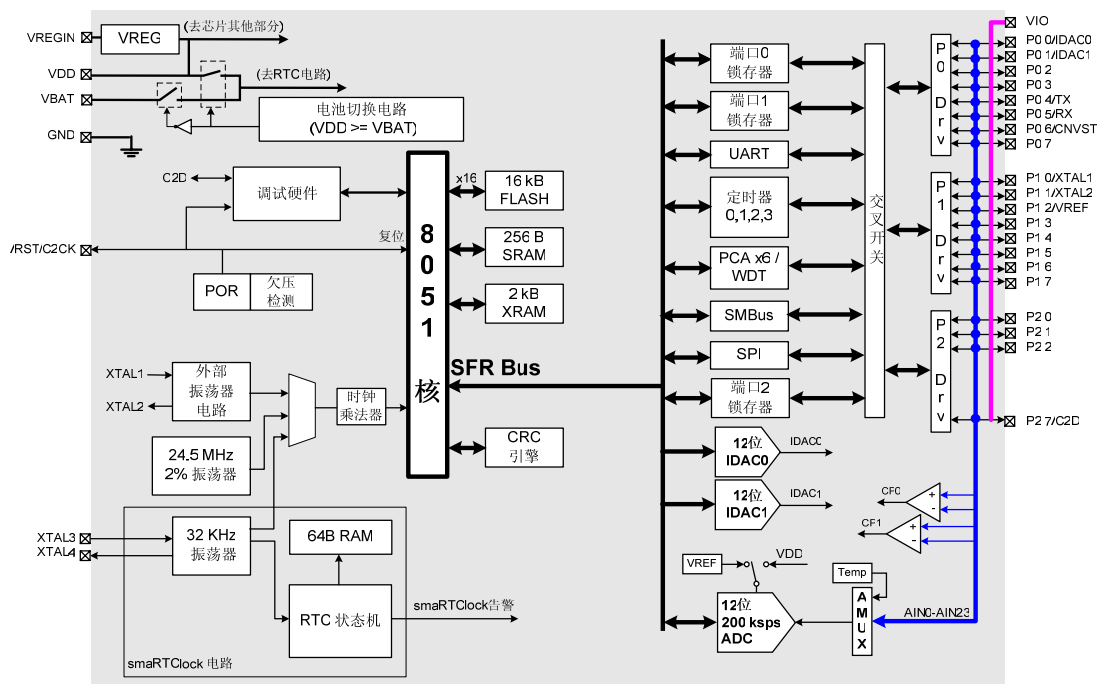 VREGIN
VREG
(去芯片其他部分)
VDD
VBAT
(去RTC电路)
GND
电池切换电路
(VDD >= VBAT)
C2D
调试硬件
/RST/C2CK
复位
POR
欠压
检测
XTAL1
XTAL2
外部
振荡器
电路
24.5 MHz
2% 振荡器
时钟
乘法器
XTAL3
XTAL4
32 KHz
振荡器
64B RAM
RTC 状态机
smaRTClock告警
smaRTClock 电路
8051
核
x16
16 kB
FLASH
256 B
SRAM
2 kB
XRAM
SFR Bus
CRC
引擎
端口0
锁存器
端口1
锁存器
UART
定时器
0,1,2,3
PCA x6 /
WDT
SMBus
SPI
端口2
锁存器
交叉开关
12位
IDAC0
IDAC0
12位
IDAC1
IDAC1
VREF
VDD
12位
200 ksps
ADC
Temp
AMUX
AIN0-AIN23
CF0
+
-
CF1
+
-
P0 Drv
P1 Drv
P2 Drv
VIO
P0 0/IDAC0
P0 1/IDAC1
P0 2
P0 3
P0 4/TX
P0 5/RX
P0 6/CNVST
P0 7
P1 0/XTAL1
P1 1/XTAL2
P1 2/VREF
P1 3
P1 4
P1 5
P1 6
P1 7
P2 0
P2 1
P2 2
P2 7/C2D